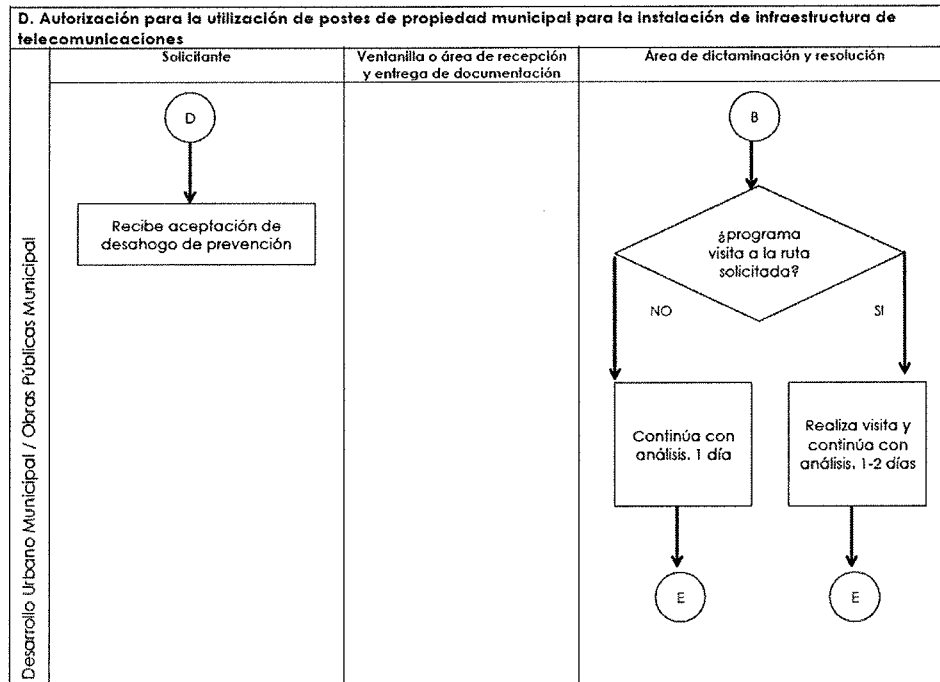 D. Autorización para la utilización de postes de propiedad municipal para la instalación de infraestructura de
telecomunicaciones
Solicitante
Ventanilla o área de recepción
y entrega de documentación
Área de dictaminación y resolución
Desarrollo Urbano Municipal / Obras Públicas Municipal
D
Recibe aceptación de
desahogo de prevención
B
¿programa
visita a la ruta
solicitada?
NO
SI
Continúa con
análisis. 1 día
Realiza visita y
continúa con
análisis. 1-2 días
E
E